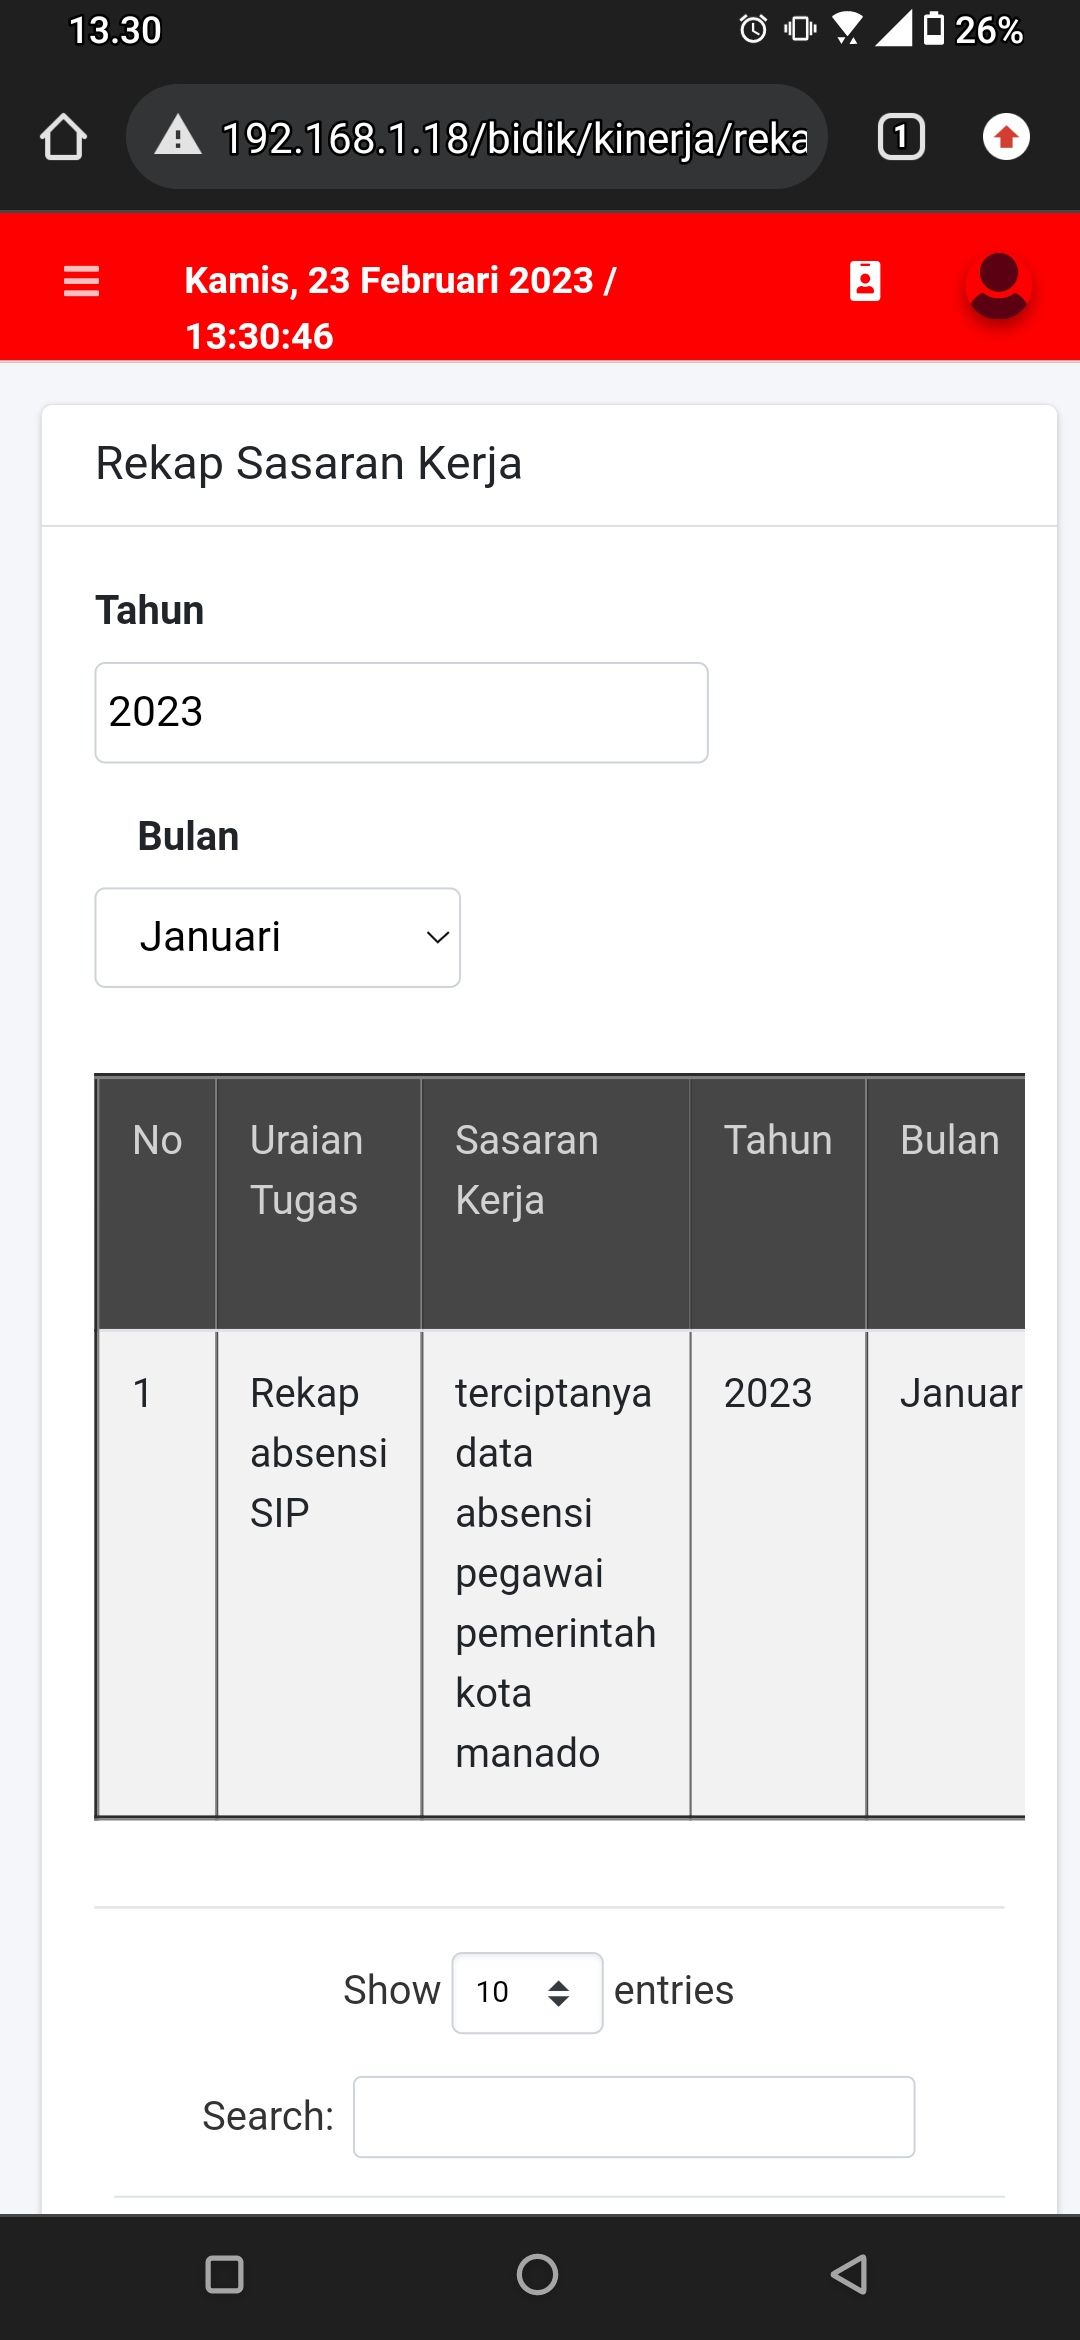 13.30
26%
192.168.1.18/bidik/kinerja/reka
1
Kamis, 23 Februari 2023 /
13:30:46
Rekap Sasaran Kerja
Tahun
2023
Bulan
Januari
No Uraian Tugas Sasaran Kerja Tahun Bulan
1 Rekap absensi SIP terciptanya data absensi pegawai pemerintah kota manado 2023 Januar
Show 10 entries
Search: